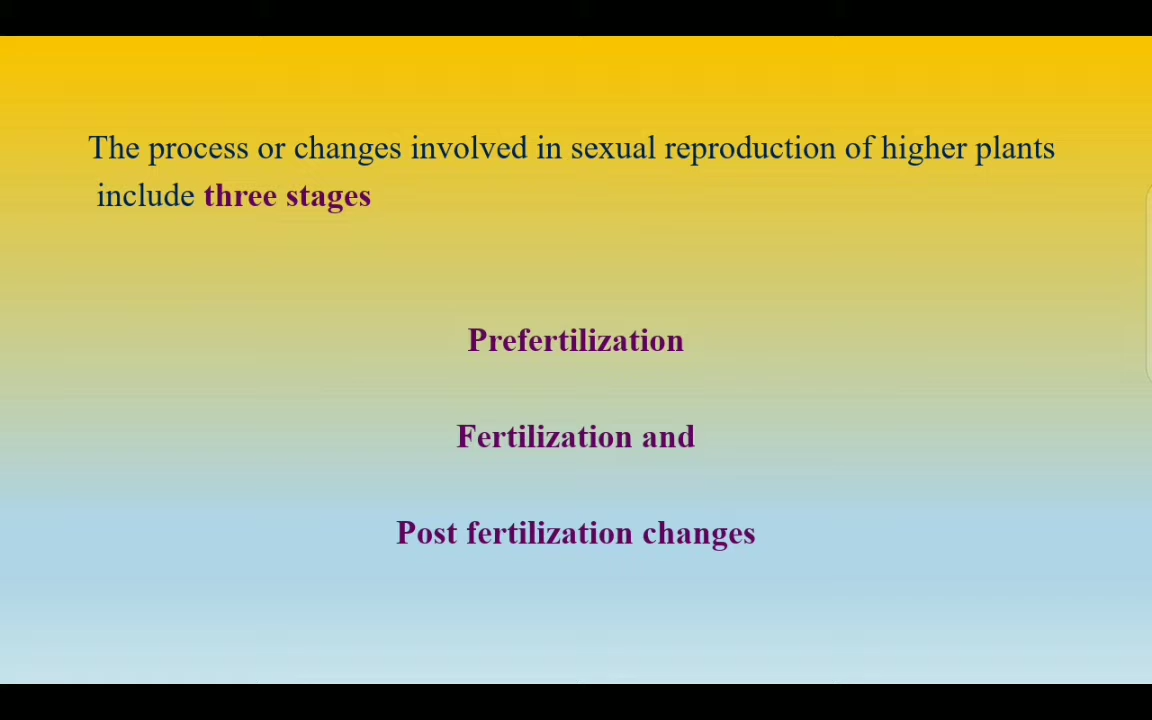 The process or changes involved in sexual reproduction of higher plants
include three stages
Prefertilization
Fertilization and
Post fertilization changes